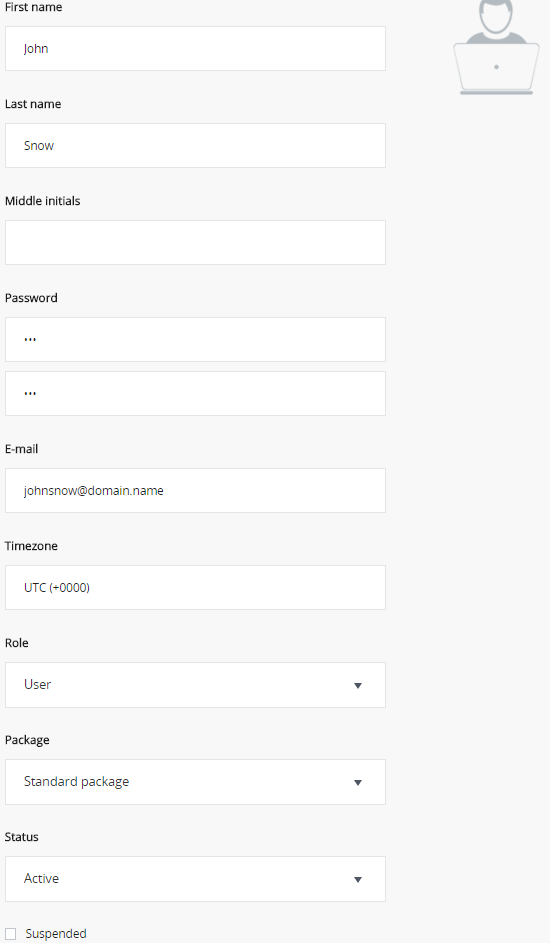 First name
John
Last name
Snow
Middle initials
Password
•••
•••
E-mail
johnsnow@domain.name
Timezone
UTC (+0000)
Role
User
Package
Standard package
Status
Active
Suspended